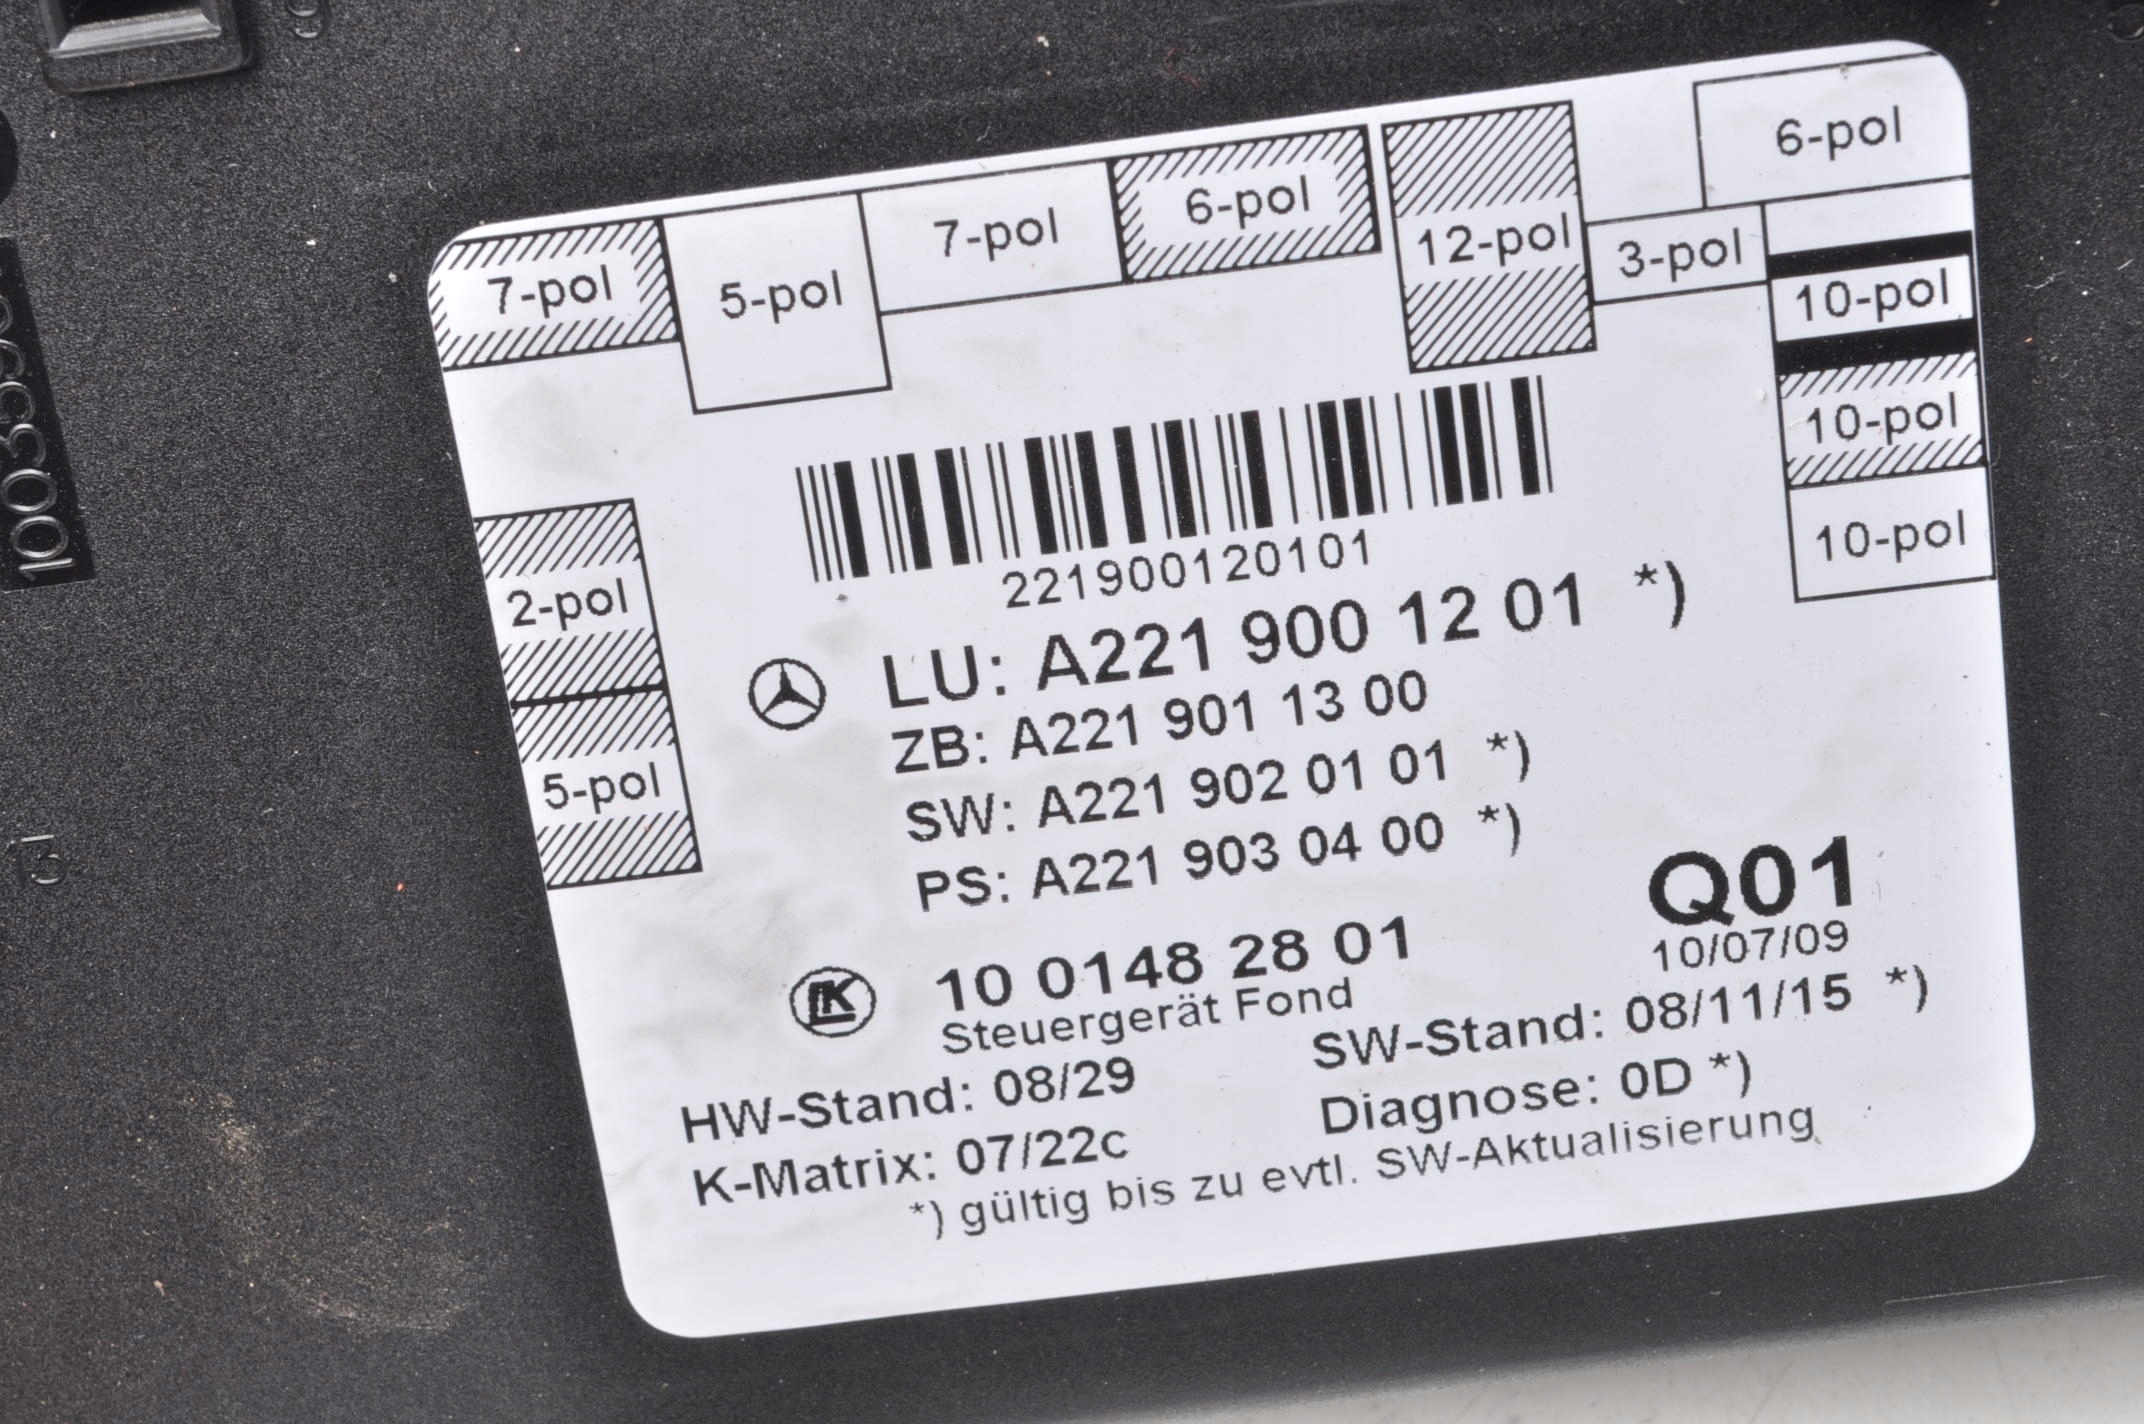 6-pol
12-pol
6-pol
7-pol
3-pol
7-pol
5-pol
10-pol
10-pol
10-pol
221900120101
2-pol
LU: A221 900 12 01 *)
ZB: A221 901 13 00
SW: A221 902 01 01 *)
5-pol
PS: A221 903 04 00 *)
Q01
10/07/09
LK
10 0148 28 01
Steuergerät Fond
SW-Stand: 08/11/15 *)
HW-Stand: 08/29
Diagnose: 0D *)
K-Matrix: 07/22c
*) gültig bis zu evtl. SW-Aktualisierung
15